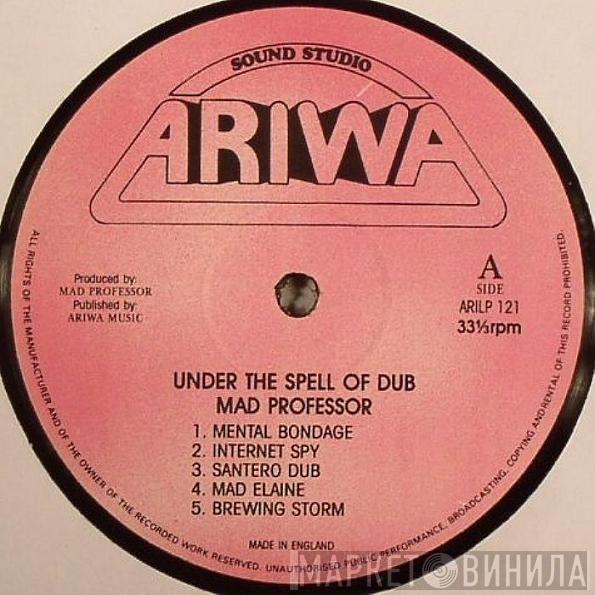 SOUND STUDIO
ARIWA
Produced by:
MAD PROFESSOR
Published by:
ARIWA MUSIC
A
SIDE
ARILP 121
33⅓rpm
UNDER THE SPELL OF DUB
MAD PROFESSOR
1. MENTAL BONDAGE
2. INTERNET SPY
3. SANTERO DUB
4. MAD ELAINE
5. BREWING STORM
MADE IN ENGLAND
ALL RIGHTS OF THE MANUFACTURER AND OF THE OWNER OF THE RECORDED WORK RESERVED. UNAUTHORISED PUBLIC PERFORMANCE, BROADCASTING, COPYING AND RENTAL OF THIS RECORD PROHIBITED.
МАРКЕТ ВИНИЛА